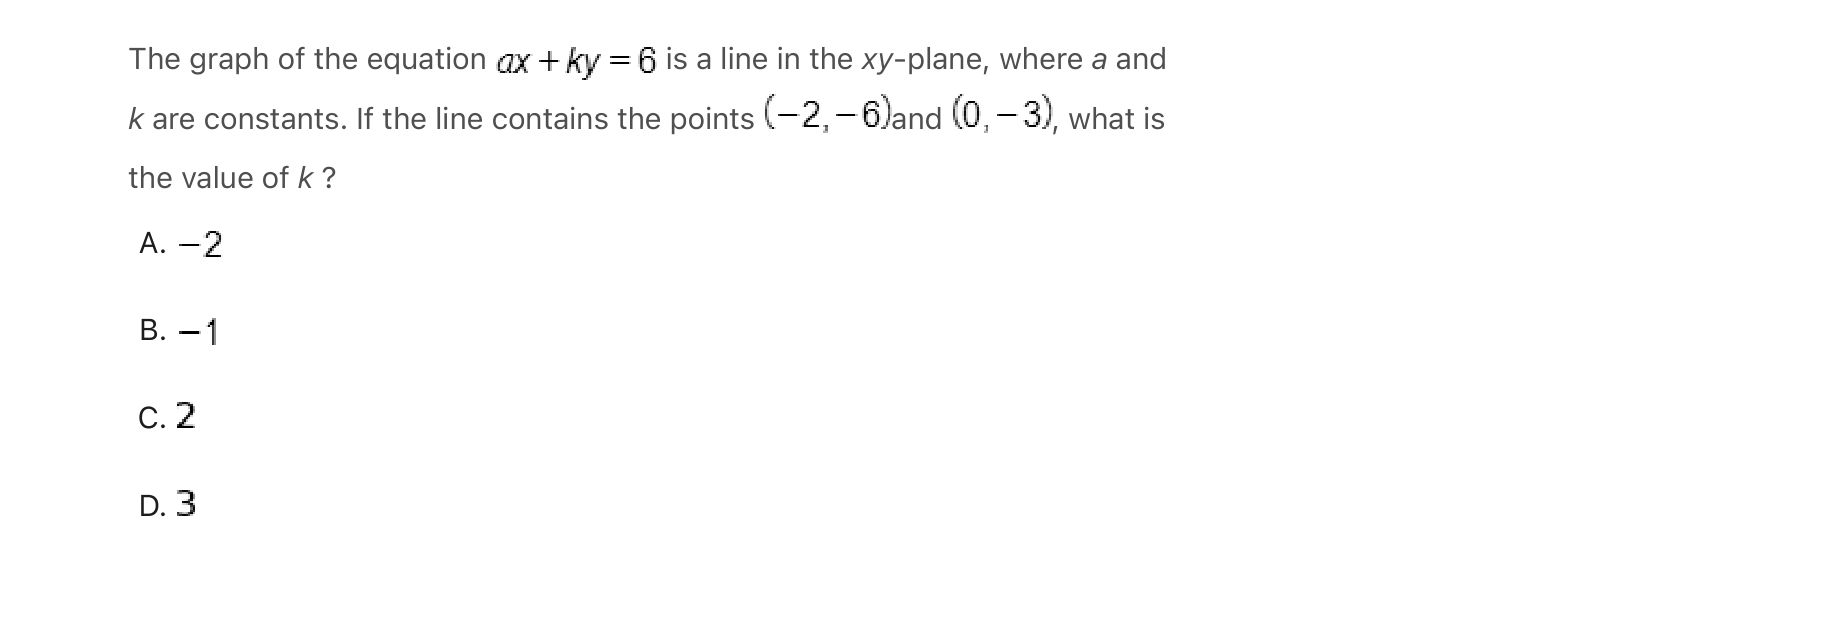 The graph of the equation ax + ky = 6 is a line in the xy-plane, where a and
k are constants. If the line contains the points (−2, −6)and (0, −3), what is
the value of k ?
A. −2
B. −1
C. 2
D. 3